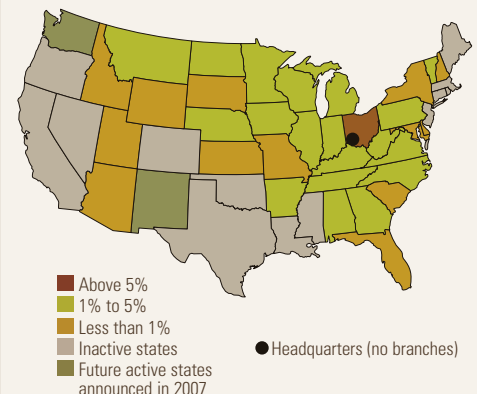 Above 5%
1% to 5%
Less than 1%
Inactive states
Headquarters (no branches)
Future active states
announced in 2007